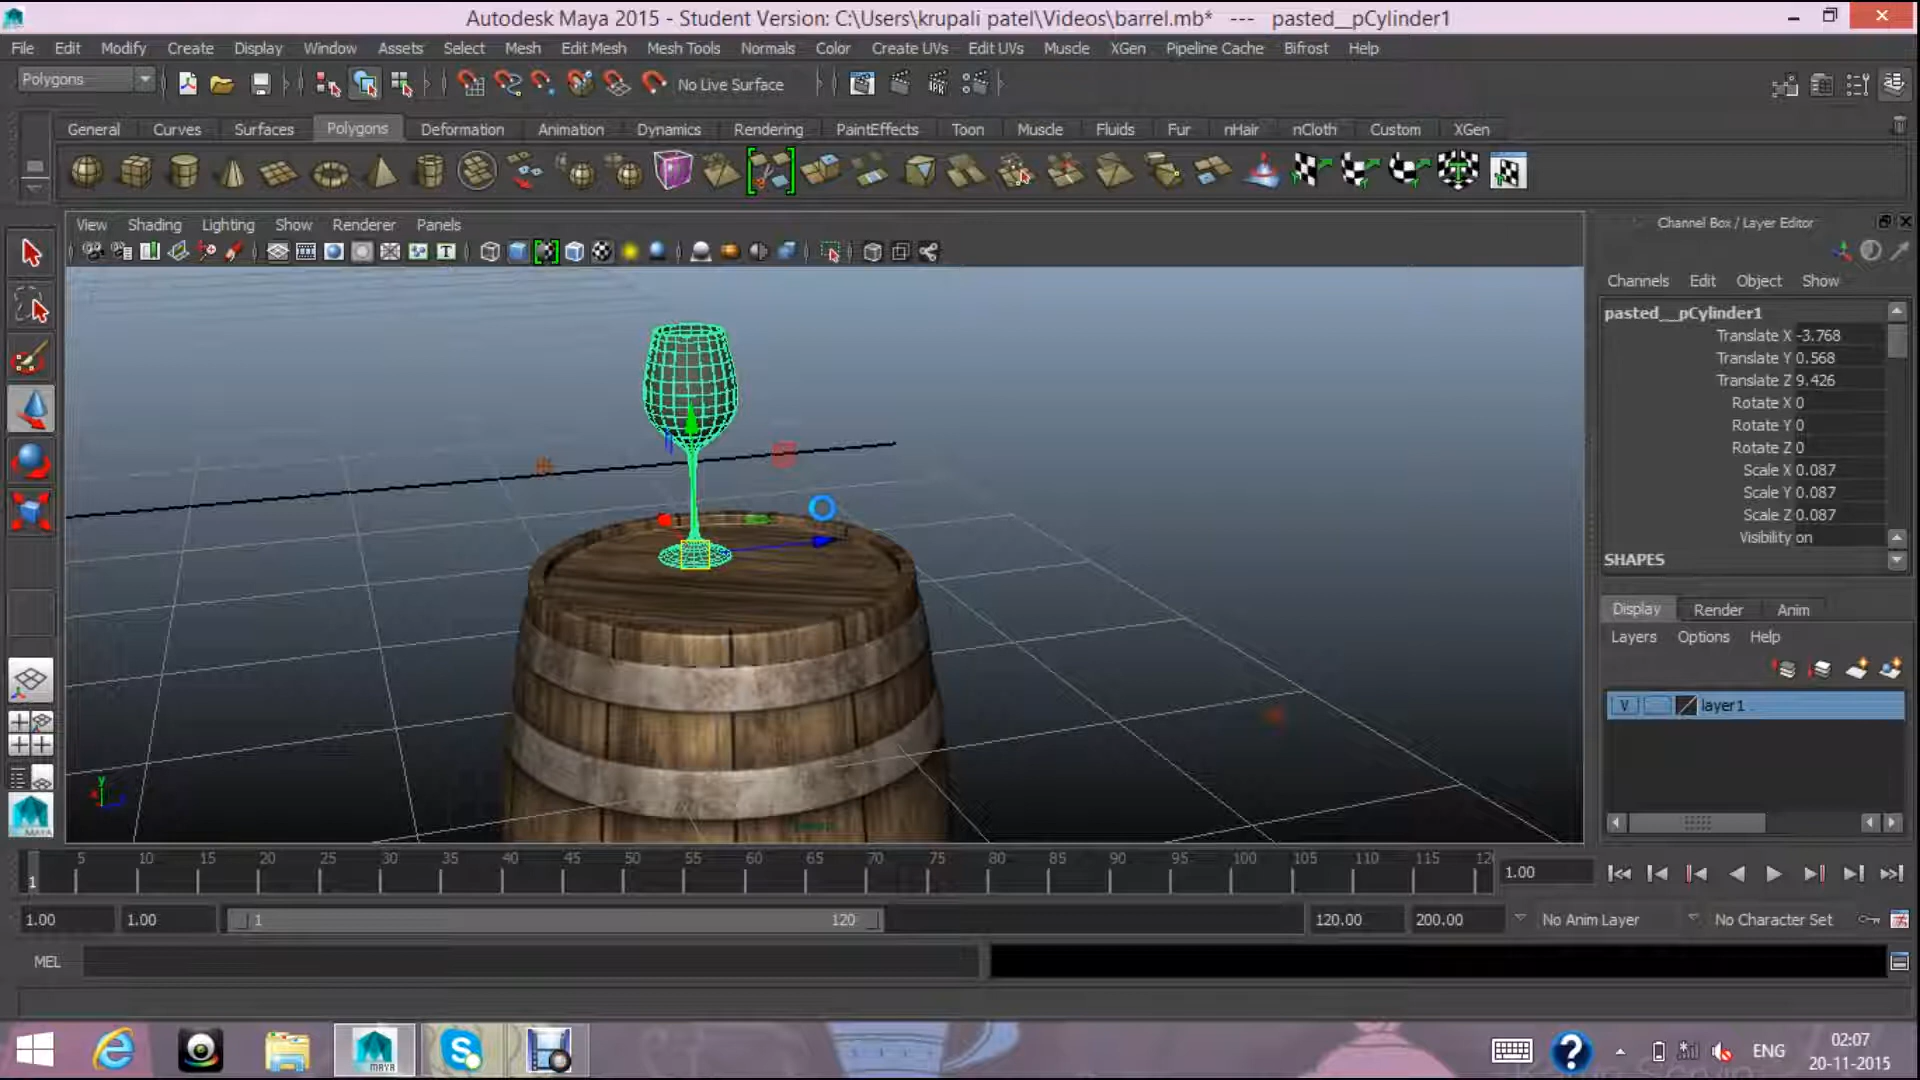 Autodesk Maya 2015 - Student Version: C:\Users\krupali patel\Videos\barrel.mb* --- pasted__pCylinder1
File Edit Modify Create Display Window Assets Select Mesh Edit Mesh Mesh Tools Normals Color Create UVs Edit UVs Muscle XGen Pipeline Cache Bifrost Help
Polygons No Live Surface
General Curves Surfaces Polygons Deformation Animation Dynamics Rendering PaintEffects Toon Muscle Fluids Fur nHair nCloth Custom XGen
View Shading Lighting Show Renderer Panels
Channel Box / Layer Editor
Channels Edit Object Show
pasted__pCylinder1
Translate X -3.768
Translate Y 0.568
Translate Z 9.426
Rotate X 0
Rotate Y 0
Rotate Z 0
Scale X 0.087
Scale Y 0.087
Scale Z 0.087
Visibility on
SHAPES
Display Render Anim
Layers Options Help
V layer1
y
MAYA
5 10 15 20 25 30 35 40 45 50 55 60 65 70 75 80 85 90 95 100 105 110 115 12
1 1.00
1.00 1.00 1 120 120.00 200.00 No Anim Layer No Character Set
MEL
MAYA
ENG
02:07
20-11-2015